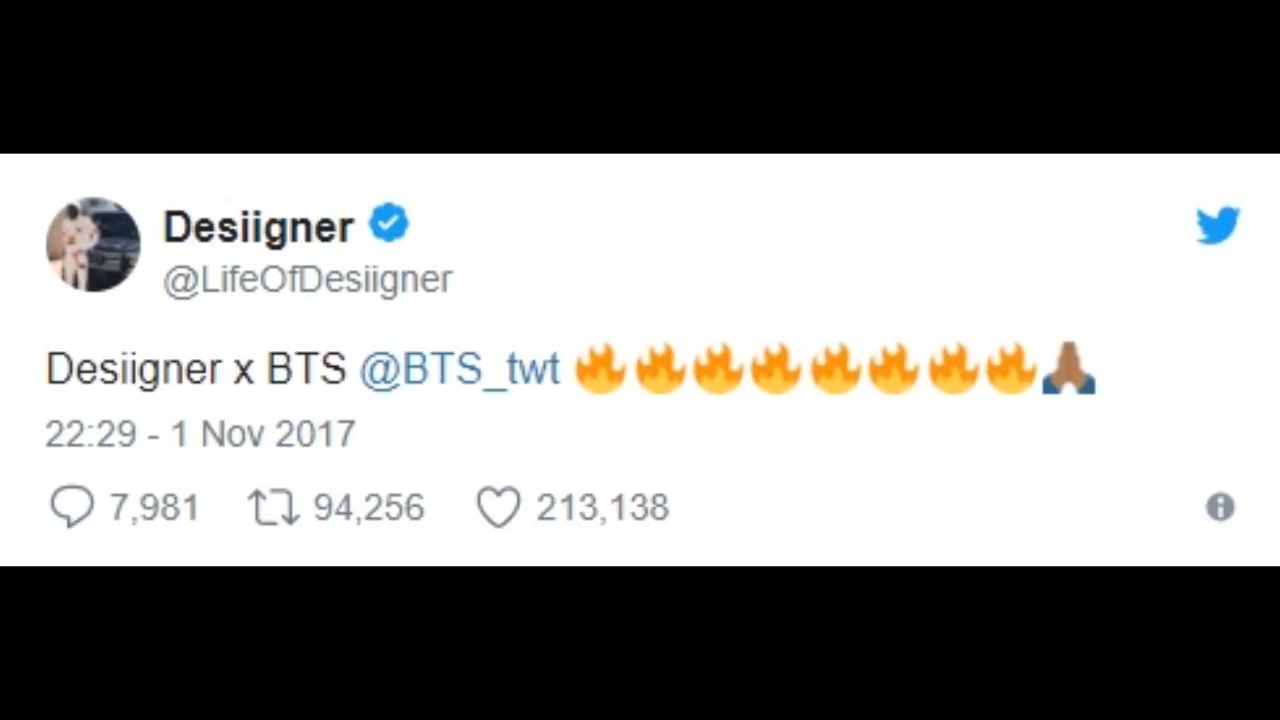 Desiigner
@LifeOfDesiigner
Desiigner x BTS @BTS_twt 🔥🔥🔥🔥🔥🔥🔥🔥🙏🏽
22:29 - 1 Nov 2017
7,981 94,256 213,138